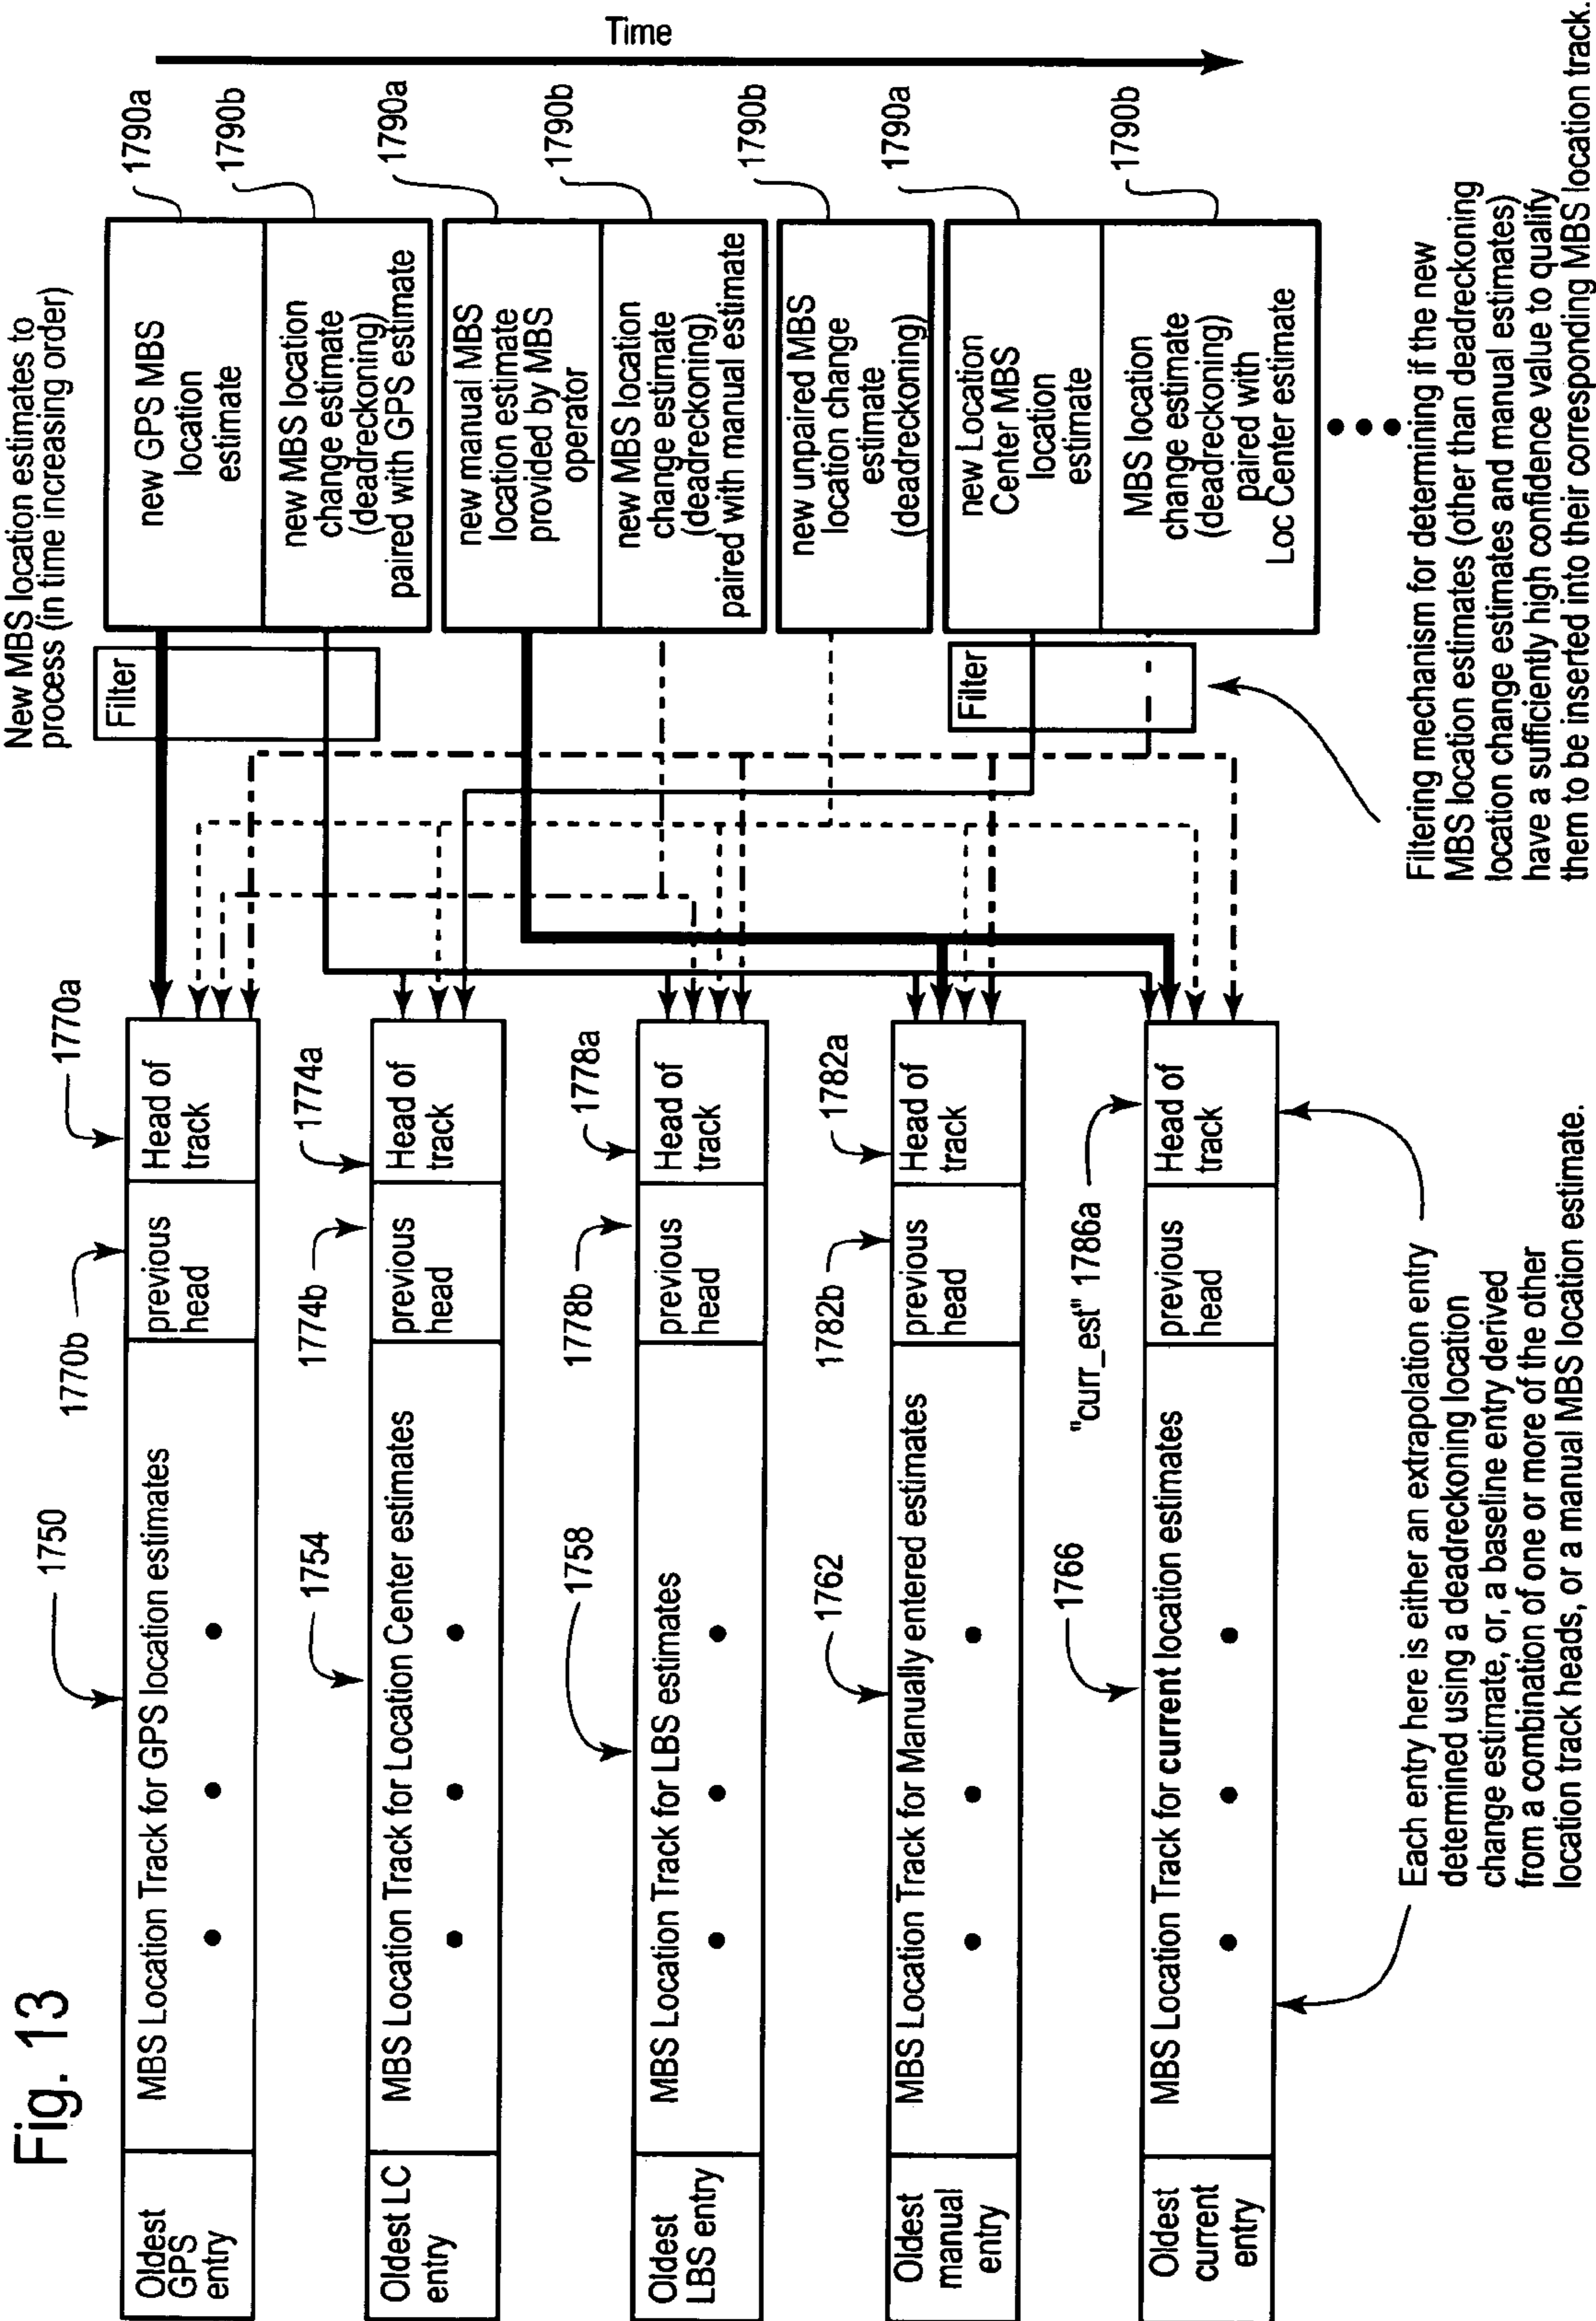 Fig. 13
New MBS location estimates to
process (in time increasing order)
Time
1750
1770b
1770a
1790a
Oldest
GPS
entry
MBS Location Track for GPS location estimates
previous
head
Head of
track
Filter
new GPS MBS
location
estimate
1790b
new MBS location
change estimate
(deadreckoning)
paired with GPS estimate
1754
1774b
1774a
1790a
Oldest LC
entry
MBS Location Track for Location Center estimates
previous
head
Head of
track
new manual MBS
location estimate
provided by MBS
operator
1790b
new MBS location
change estimate
(deadreckoning)
paired with manual estimate
1758
1778b
1778a
Oldest
LBS entry
MBS Location Track for LBS estimates
previous
head
Head of
track
1790b
new unpaired MBS
location change
estimate
(deadreckoning)
1762
1782b
1782a
Oldest
manual
entry
MBS Location Track for Manually entered estimates
previous
head
Head of
track
Filter
1790a
new Location
Center MBS
location
estimate
1790b
MBS location
change estimate
(deadreckoning)
paired with
Loc Center estimate
1766
"curr_est" 1786a
Oldest
current
entry
MBS Location Track for current location estimates
previous
head
Head of
track
Each entry here is either an extrapolation entry
determined using a deadreckoning location
change estimate, or, a baseline entry derived
from a combination of one or more of the other
location track heads, or a manual MBS location estimate.
Filtering mechanism for determining if the new
MBS location estimates (other than deadreckoning
location change estimates and manual estimates)
have a sufficiently high confidence value to qualify
them to be inserted into their corresponding MBS location track.